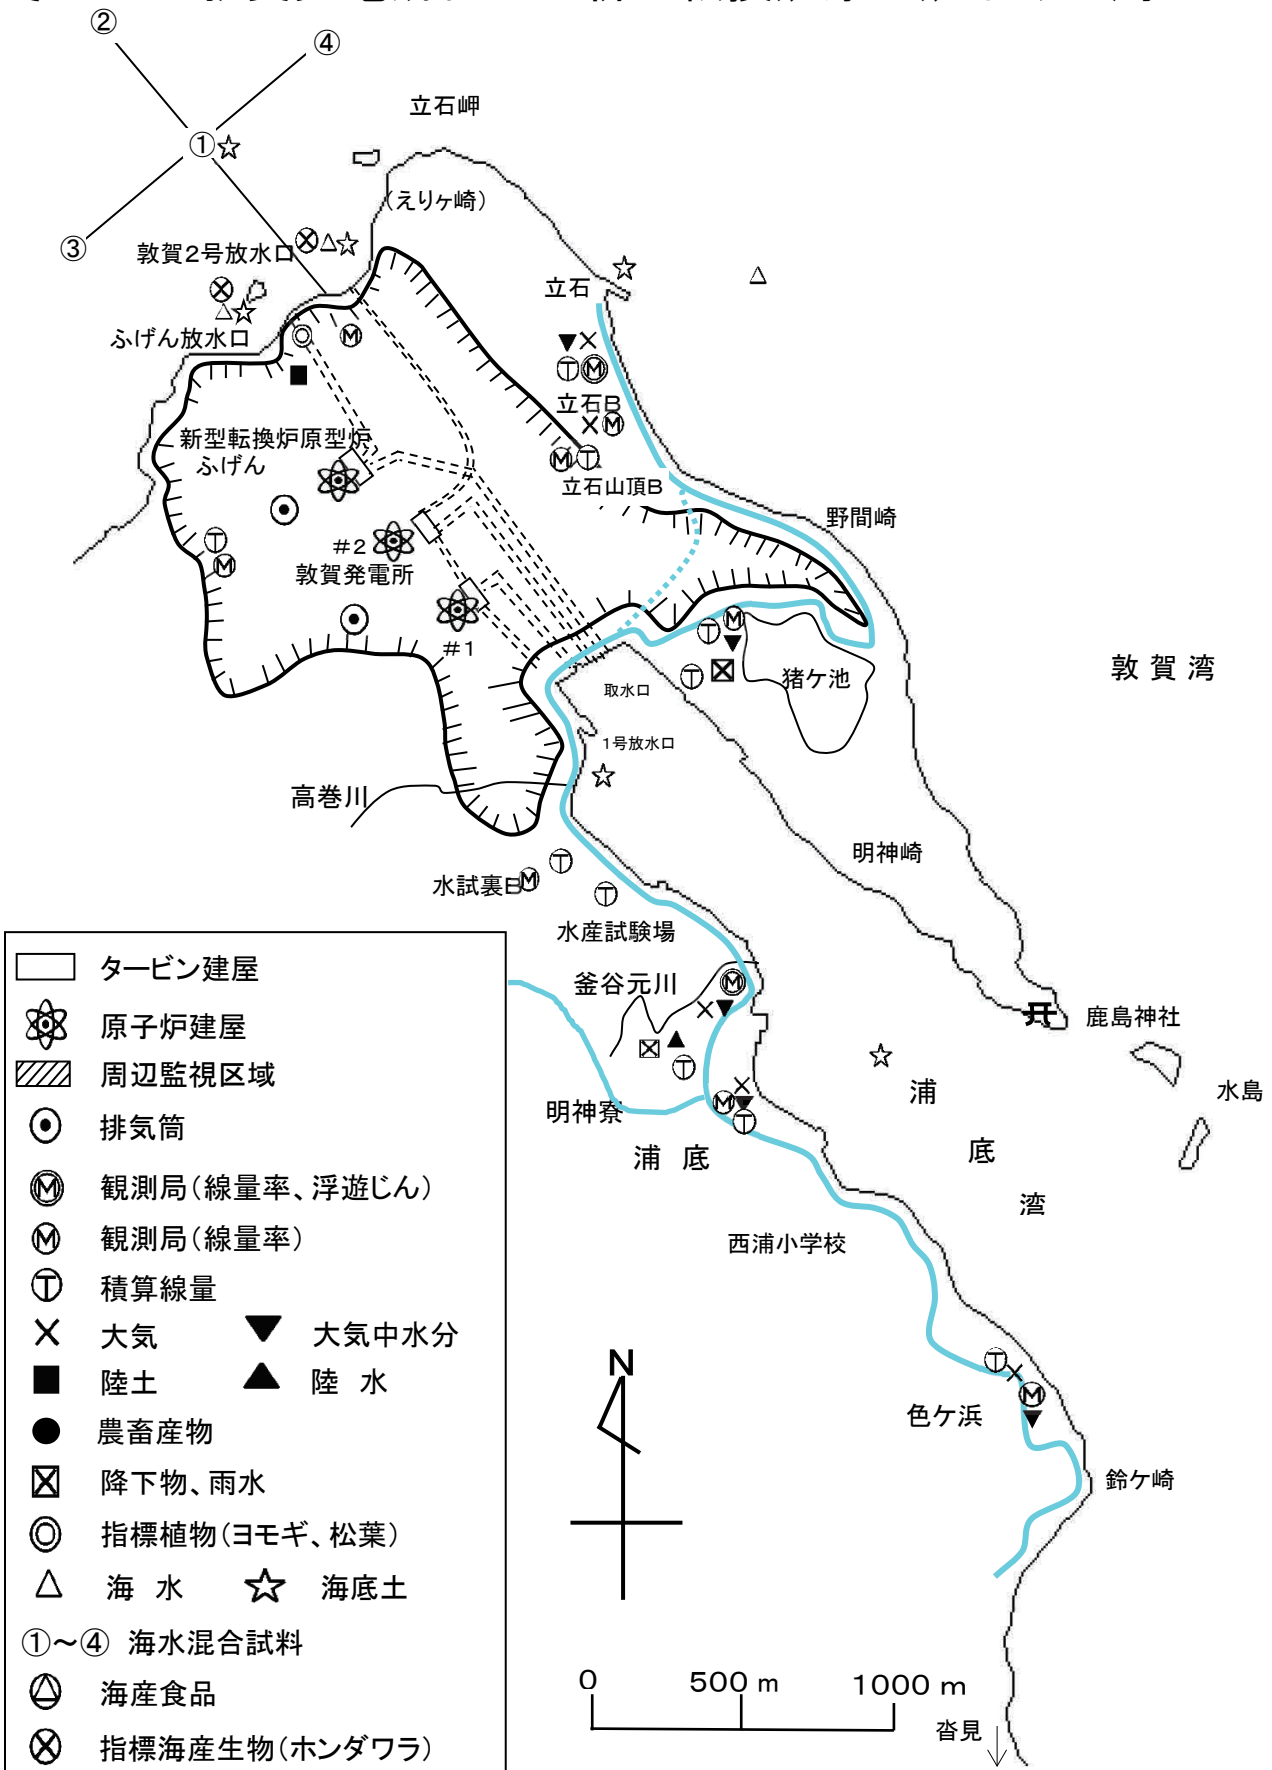 ②
④
立石岬
①
(えりヶ崎)
③
敦賀2号放水口
立石
ふげん放水口
M
T M
立石B
M
新型転換炉原型炉
ふげん
M T
立石山頂B
野間崎
T
#2
M
敦賀発電所
M
T
#1
敦賀湾
T
猪ケ池
取水口
1号放水口
高巻川
明神崎
T
水試裏B M
T
水産試験場
釜谷元川
M
鹿島神社
T
水島
明神寮
M
T
浦底
浦底湾
西浦小学校
T
M
色ケ浜
鈴ケ崎
N
0 500 m 1000 m
沓見
タービン建屋
原子炉建屋
周辺監視区域
排気筒
M 観測局(線量率、浮遊じん)
M 観測局(線量率)
T 積算線量
大気 大気中水分
陸土 陸水
農畜産物
降下物、雨水
指標植物(ヨモギ、松葉)
海水 海底土
①~④ 海水混合試料
海産食品
指標海産生物(ホンダワラ)